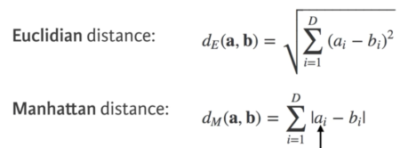 Euclidian distance: d_E(𝐚, 𝐛) = √(∑_{i=1}^{D} (a_i − b_i)²)
Manhattan distance: d_M(𝐚, 𝐛) = ∑_{i=1}^{D} |a_i − b_i|